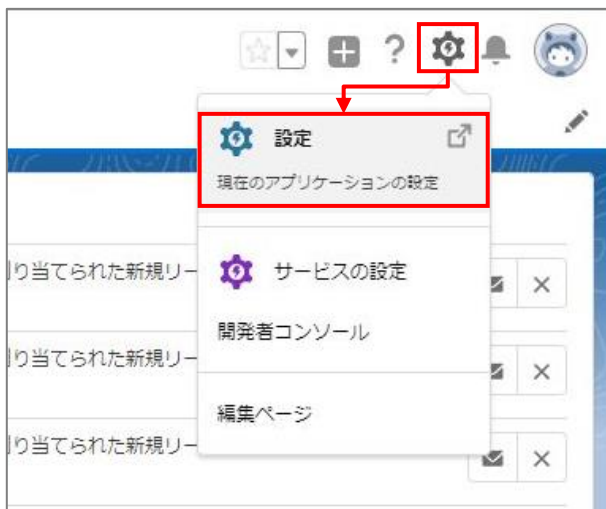 設定
現在のアプリケーションの設定
サービスの設定
開発者コンソール
編集ページ
り当てられた新規リー
り当てられた新規リー
り当てられた新規リー